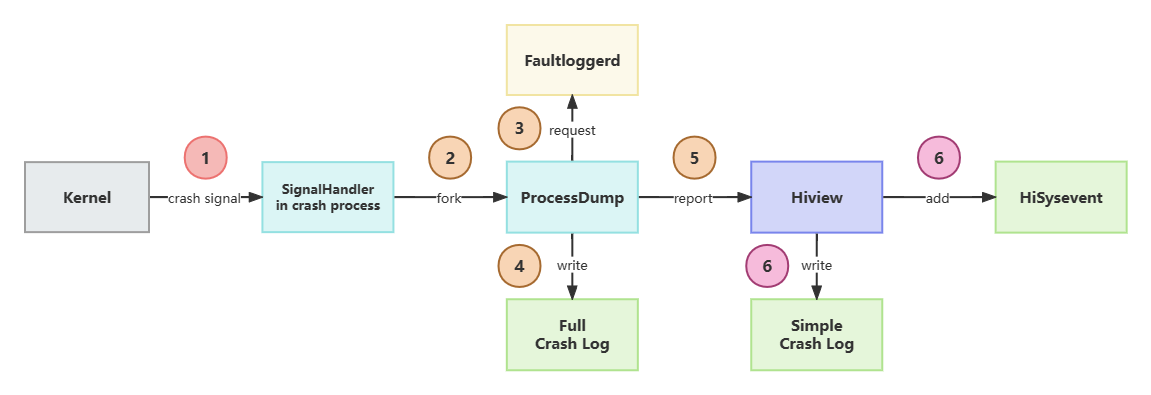 Faultloggerd
3
request
1
2
5
6
Kernel
crash signal
SignalHandler
in crash process
fork
ProcessDump
report
Hiview
add
HiSysevent
4
write
6
write
Full
Crash Log
Simple
Crash Log